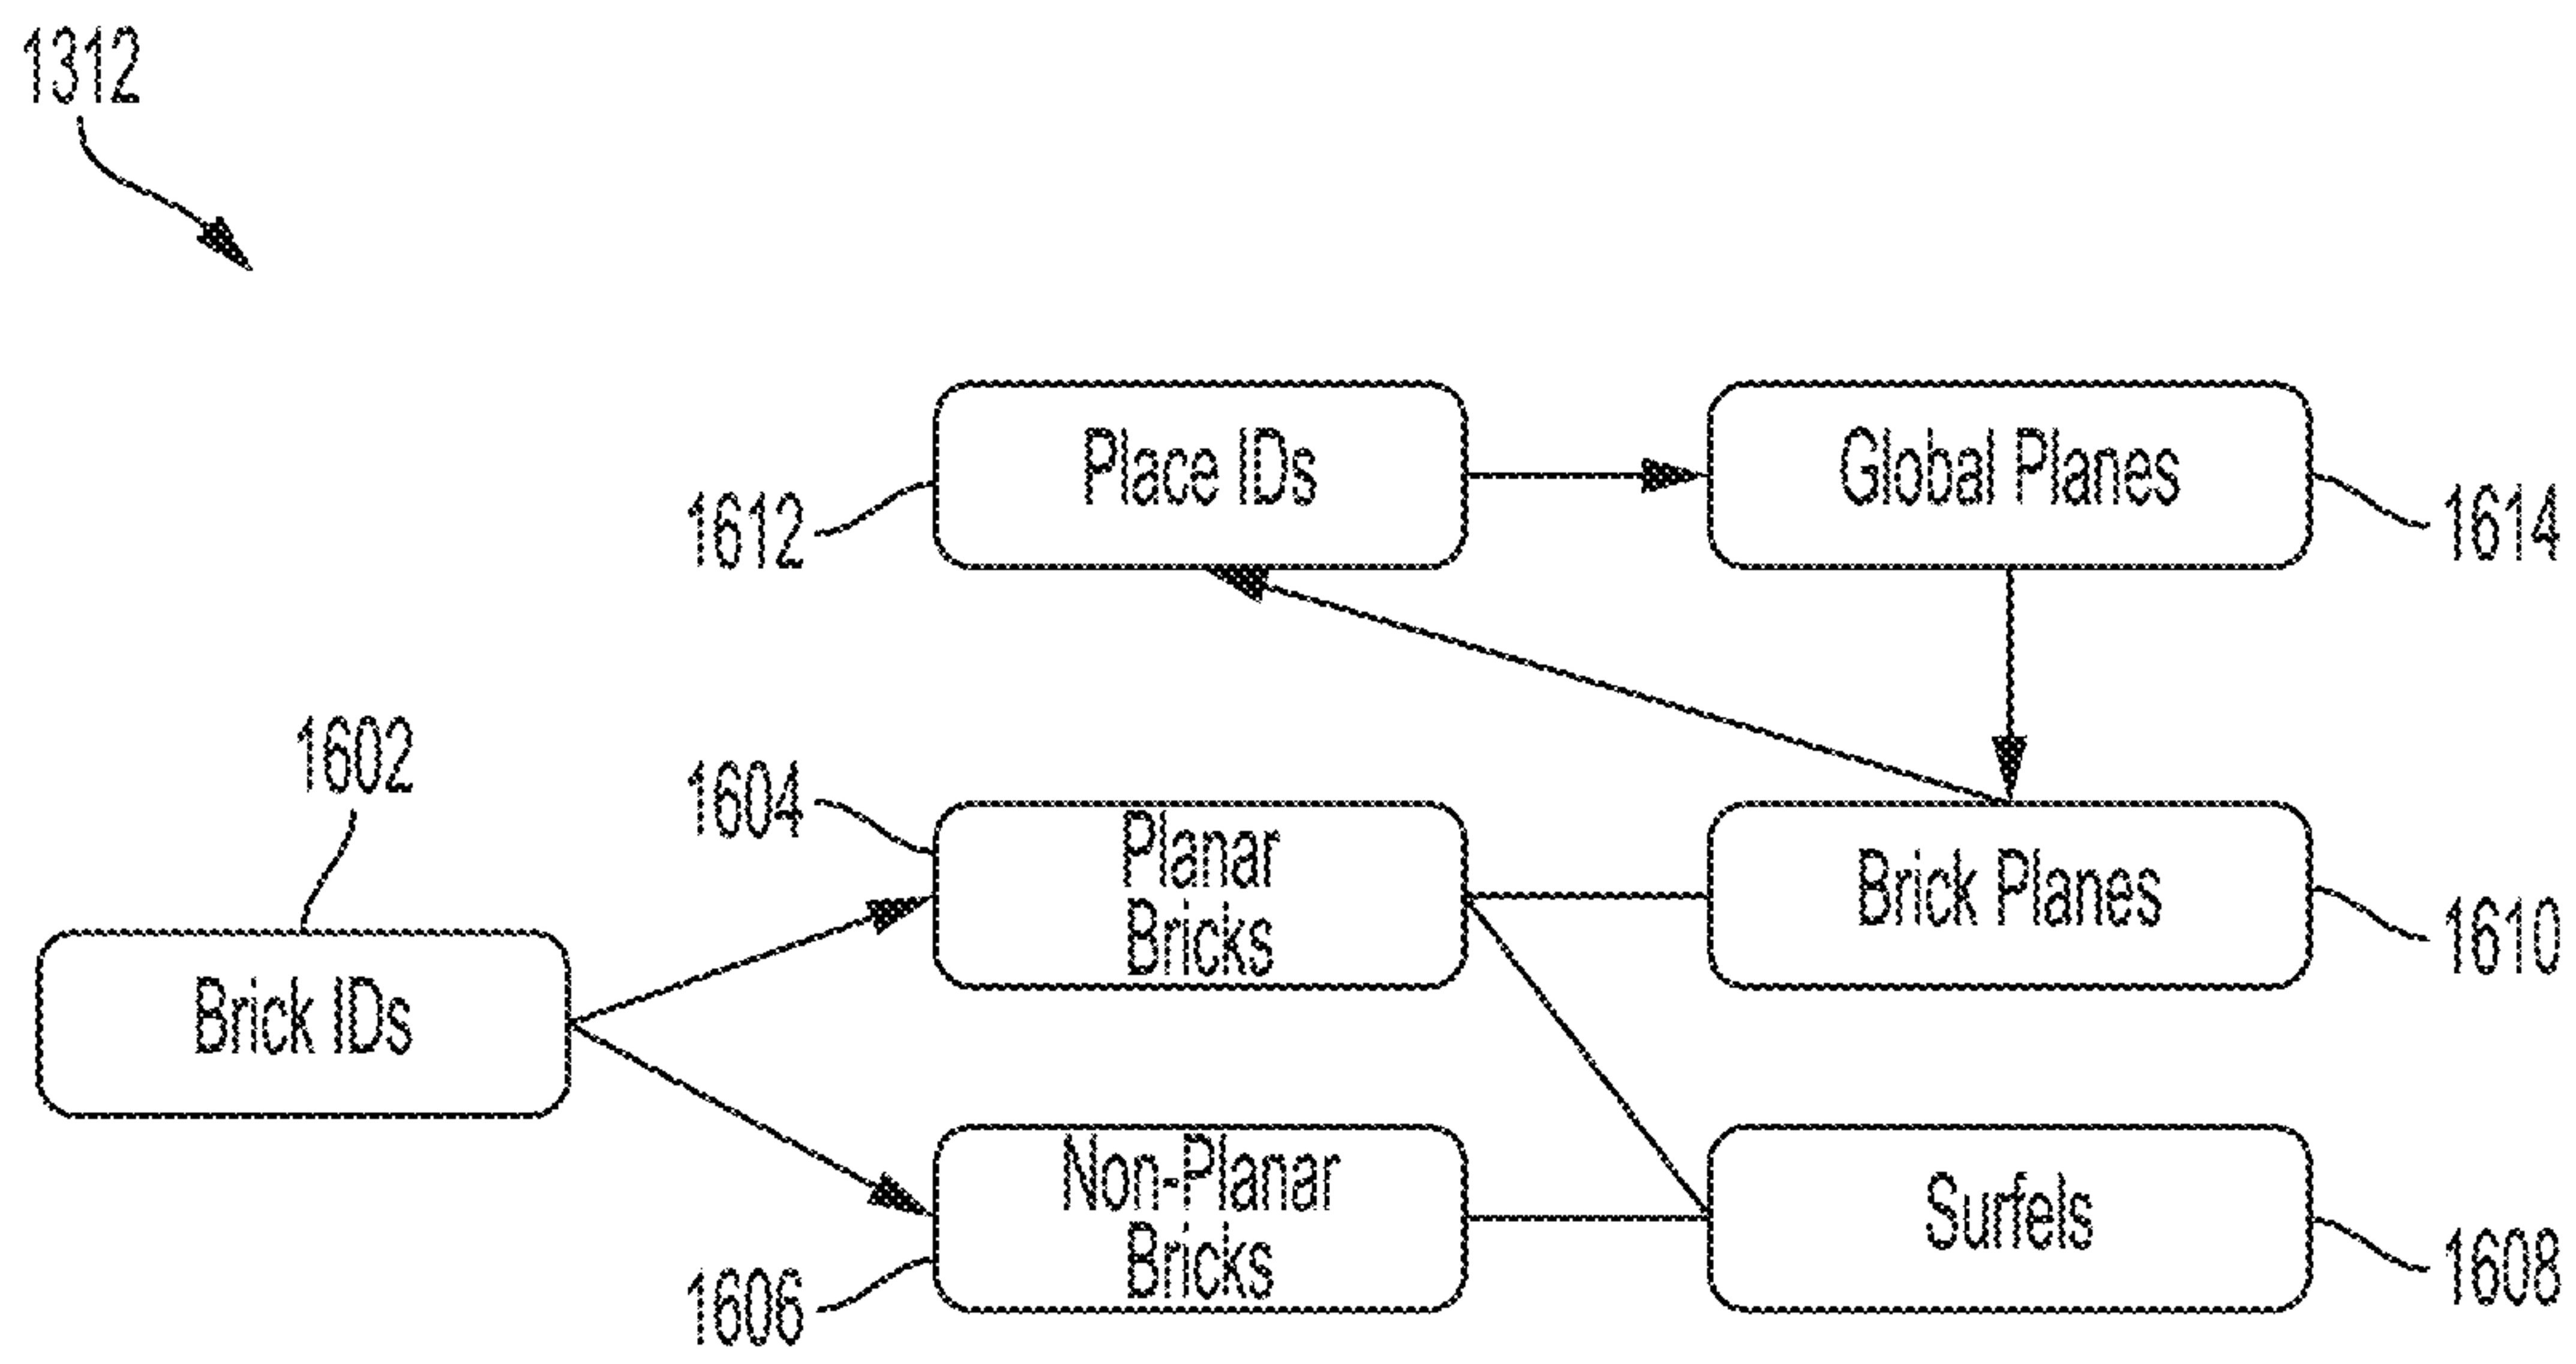 1312
Place IDs
Global Planes
1612
1614
1602
1604
Planar
Bricks
Brick Planes
1610
Brick IDs
Non-Planar
Bricks
Surfels
1606
1608